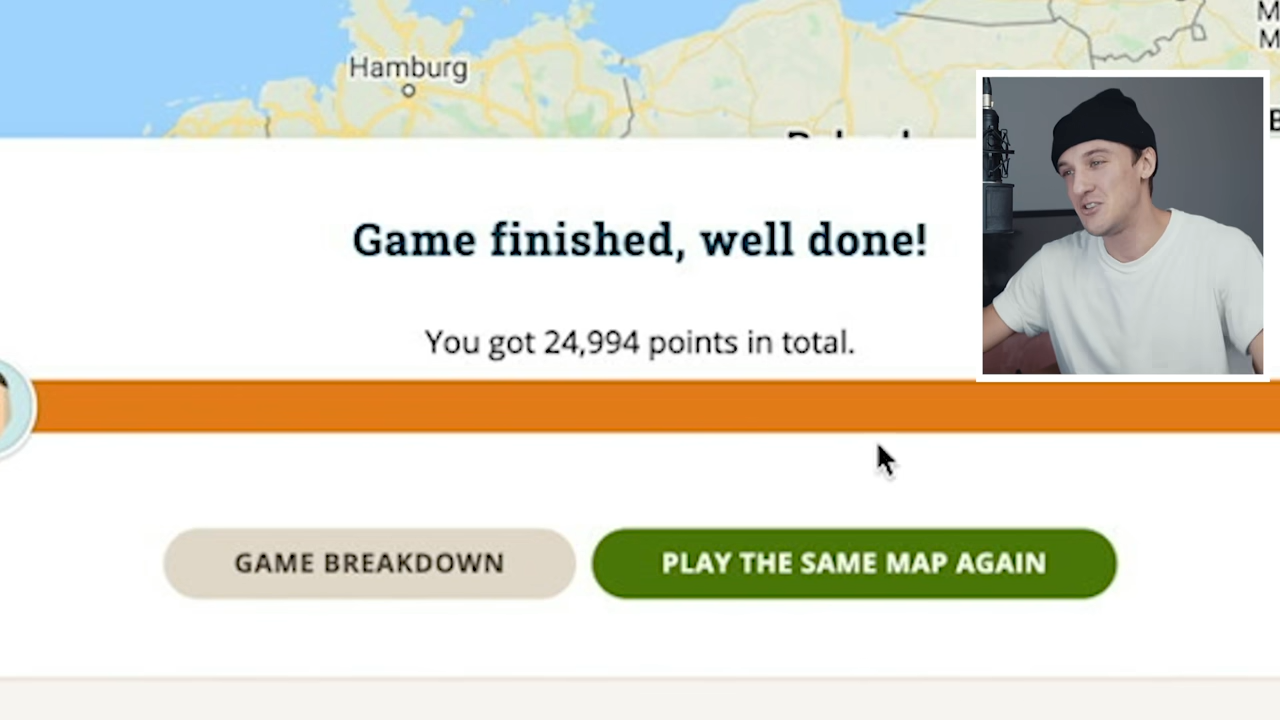 Hamburg
Game finished, well done!
You got 24,994 points in total.
GAME BREAKDOWN
PLAY THE SAME MAP AGAIN